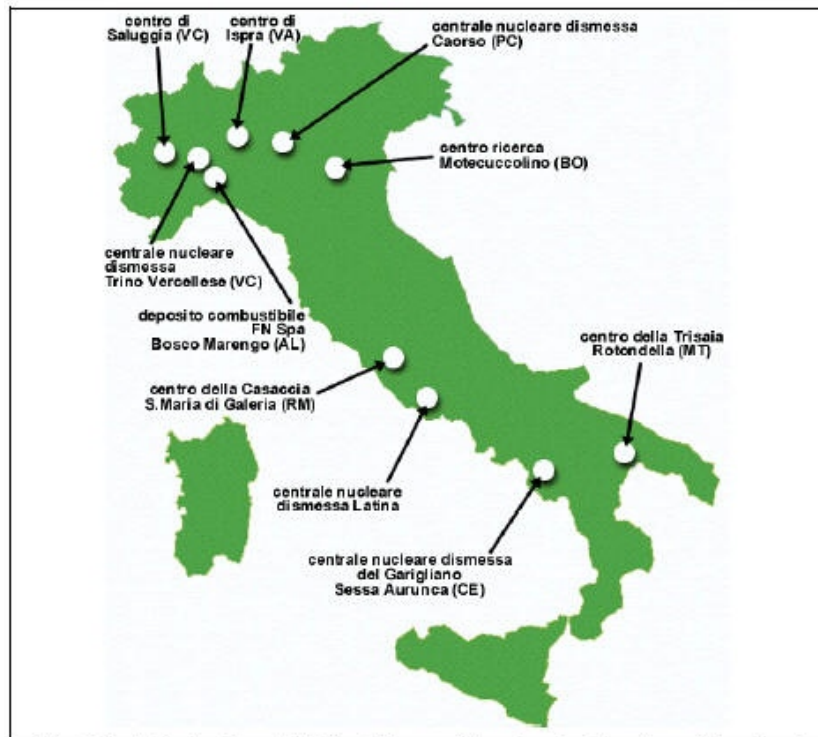 centro di
Saluggia (VC)
centro di
Ispra (VA)
centrale nucleare dismessa
Caorso (PC)
centro ricerca
Motecuccolino (BO)
centrale nucleare
dismessa
Trino Vercellese (VC)
deposito combustibile
FN Spa
Bosco Marengo (AL)
centro della Trisaia
Rotondella (MT)
centro della Casaccia
S.Maria di Galeria (RM)
centrale nucleare
dismessa Latina
centrale nucleare dismessa
del Garigliano
Sessa Aurunca (CE)